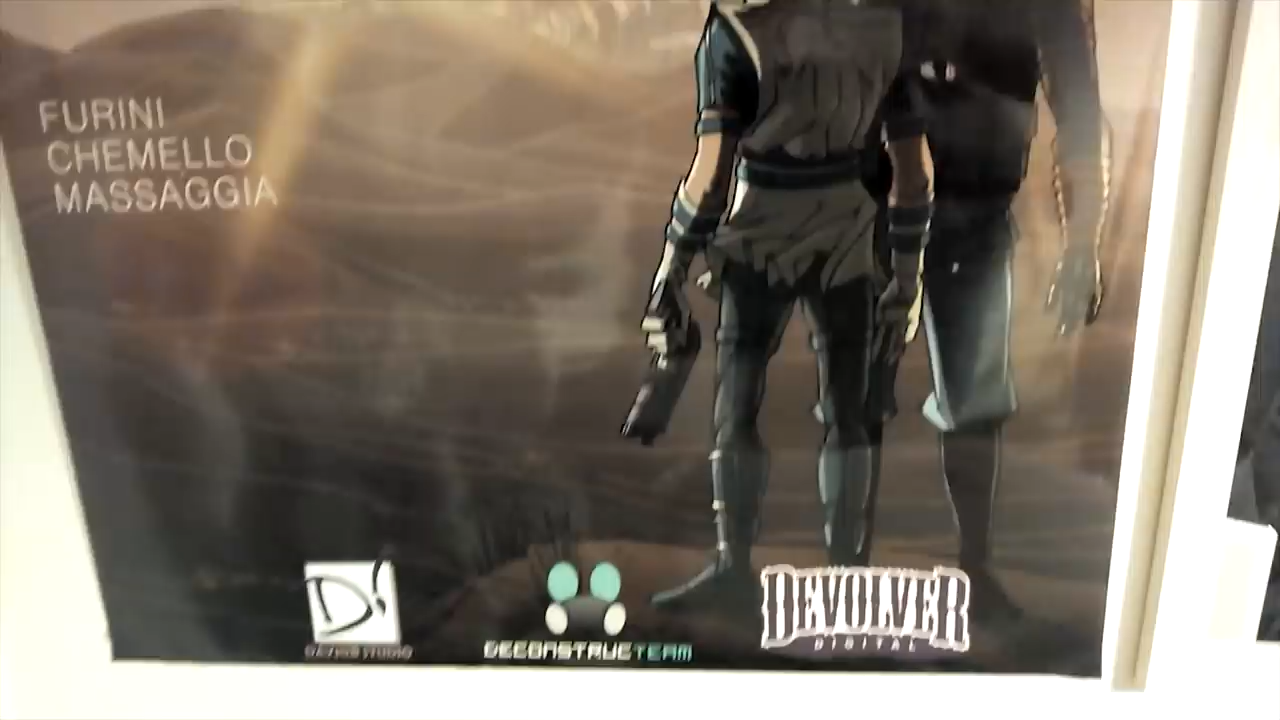 FURINI
CHEMELLO
MASSAGGIA
D!
DECONSTRUCTEAM
DEVOLVER
DIGITAL